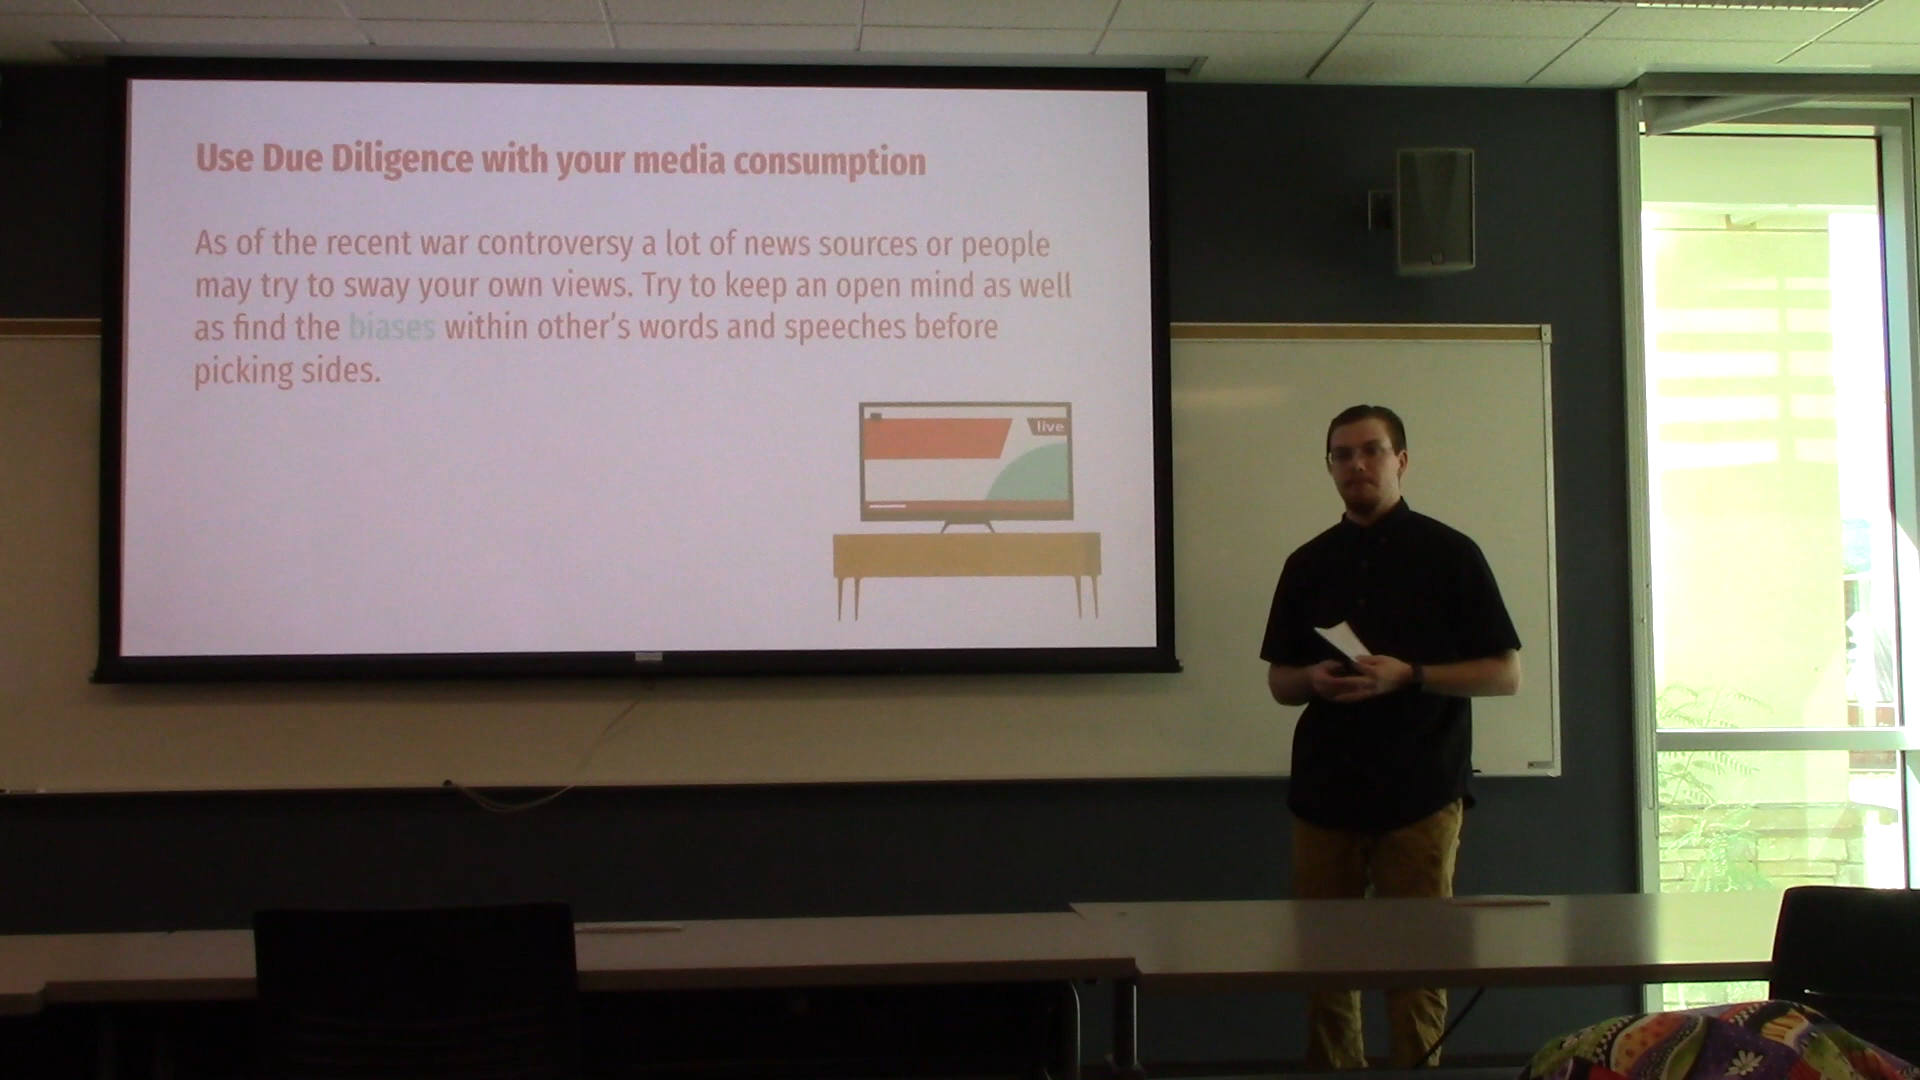 Use Due Diligence with your media consumption
As of the recent war controversy a lot of news sources or people
may try to sway your own views. Try to keep an open mind as well
as find the biases within other's words and speeches before
picking sides.
live